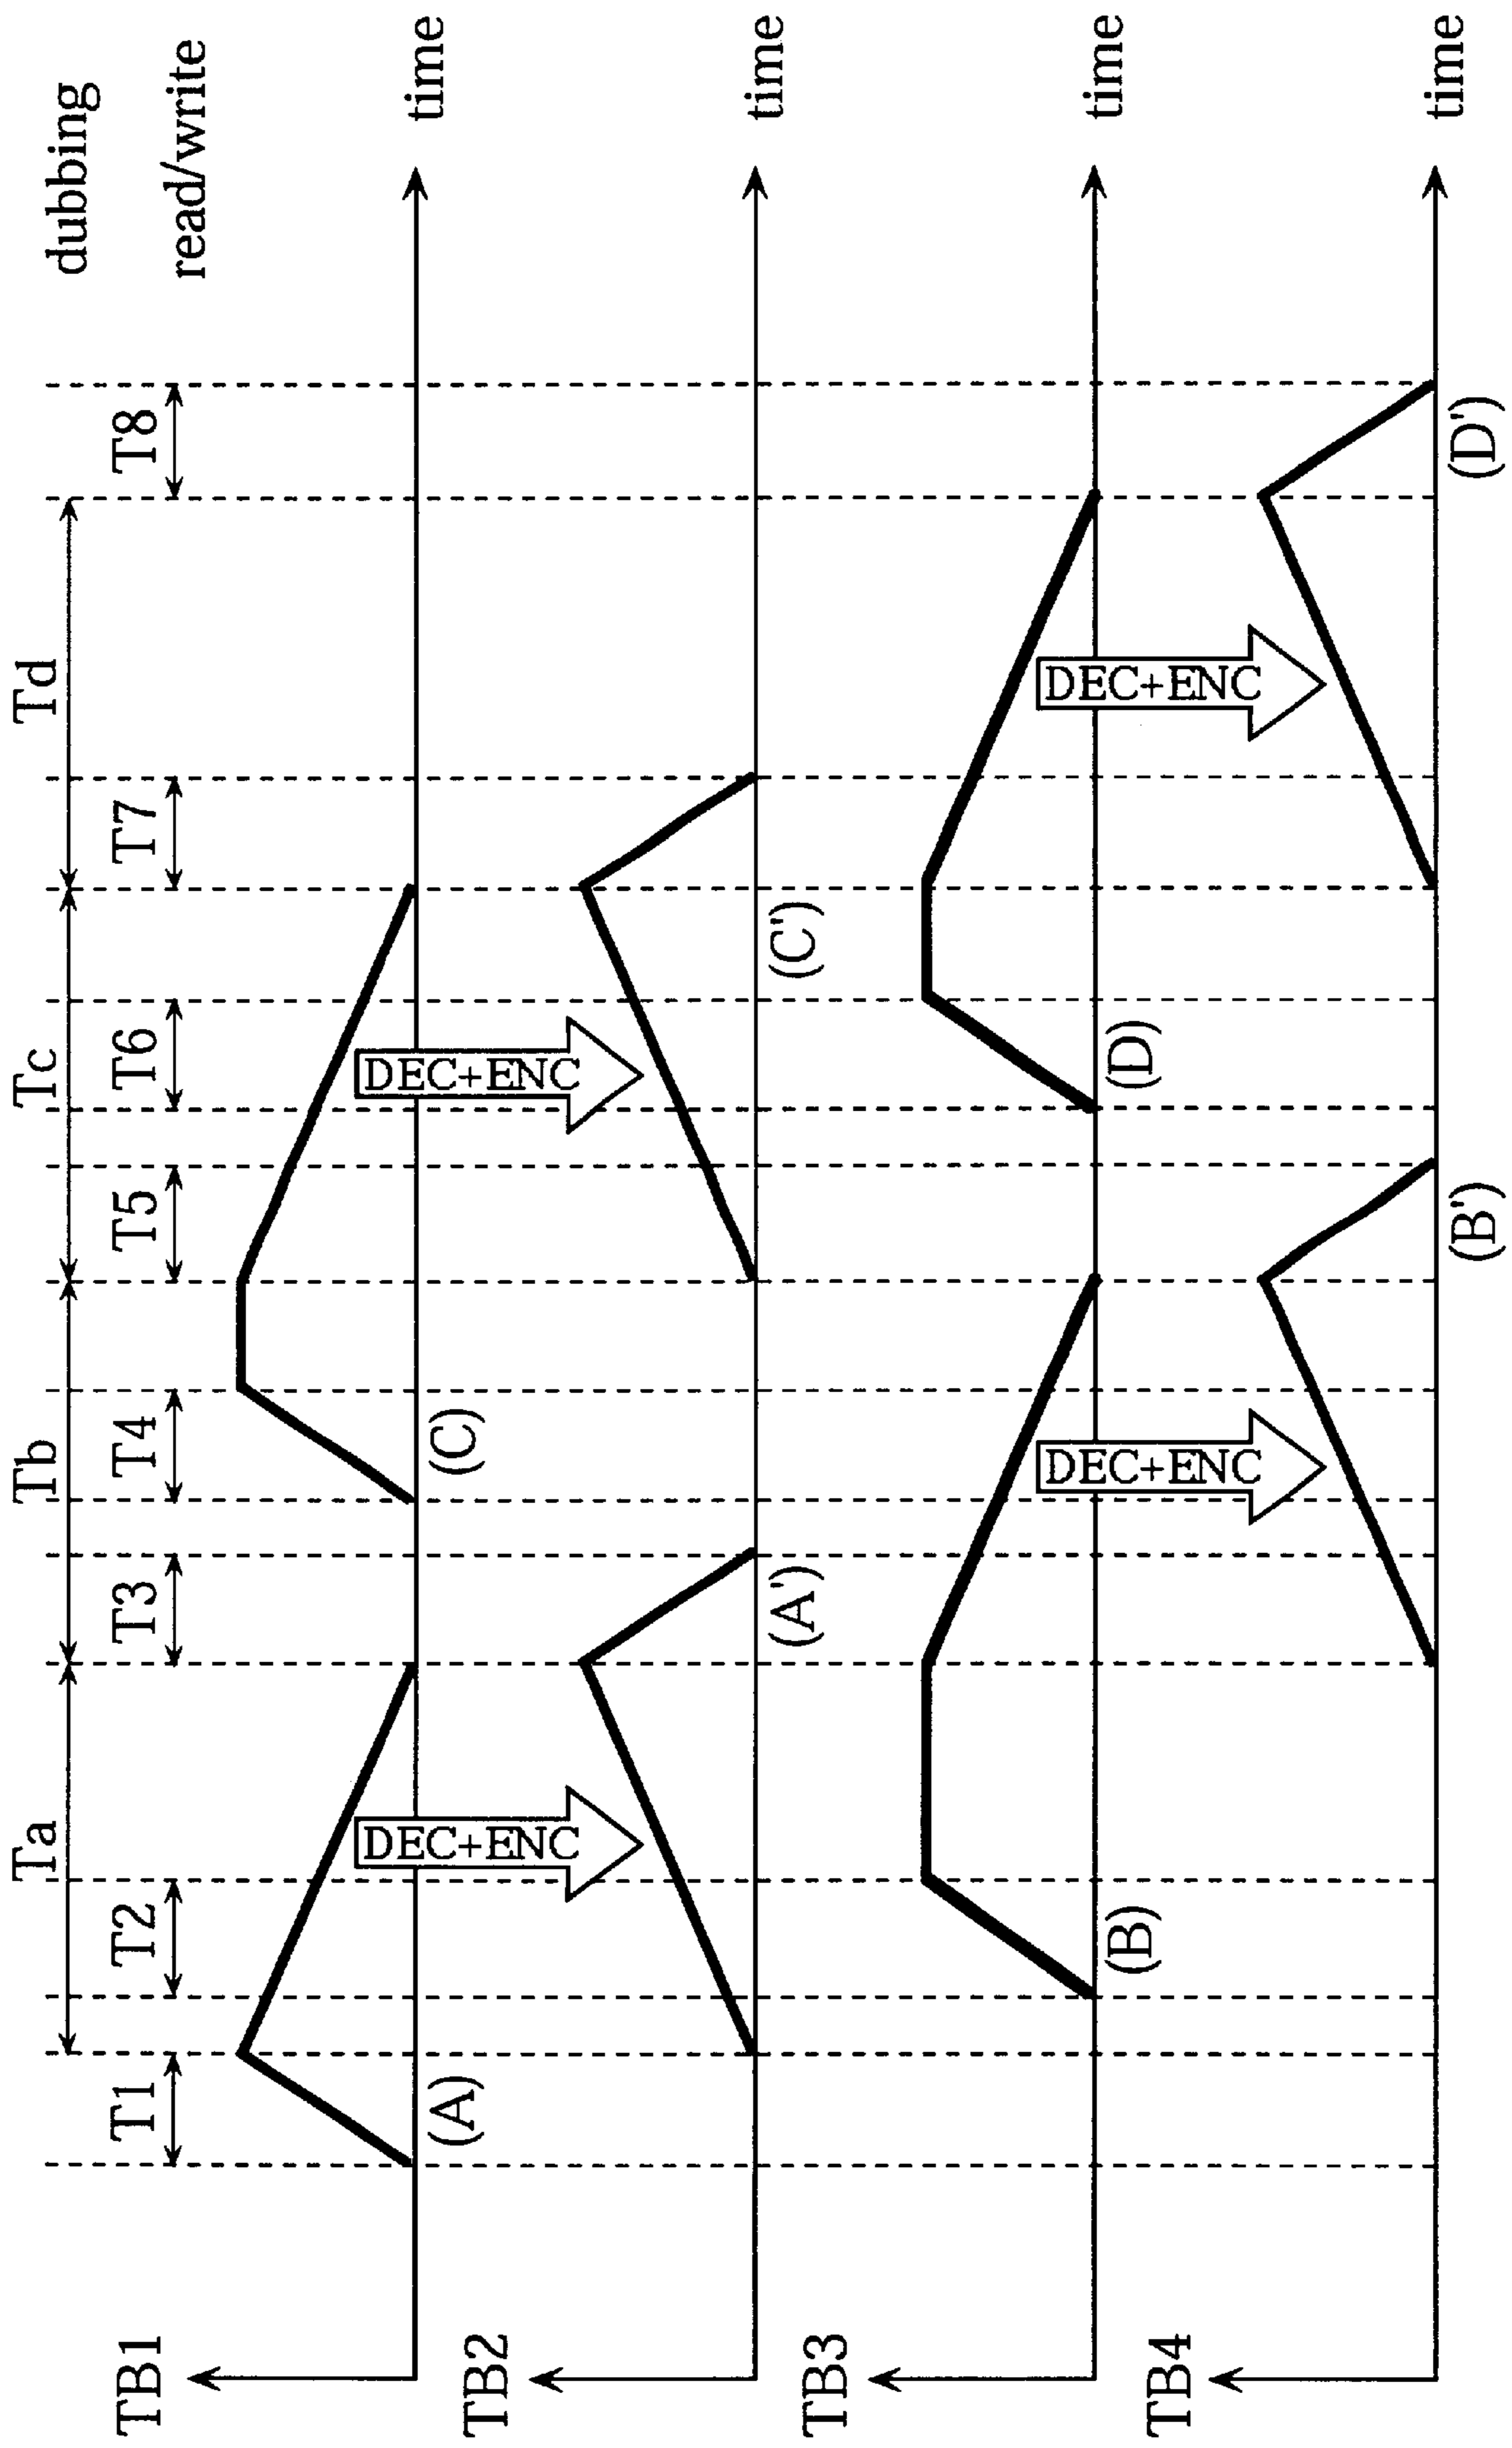 Ta Tb Tc Td dubbing
T1 T2 T3 T4 T5 T6 T7 T8 read/write
TB1
DEC+ENC DEC+ENC
(A) (C) time
TB2
(A') (C') time
TB3
DEC+ENC DEC+ENC
(B) (D) time
TB4
(B') (D') time